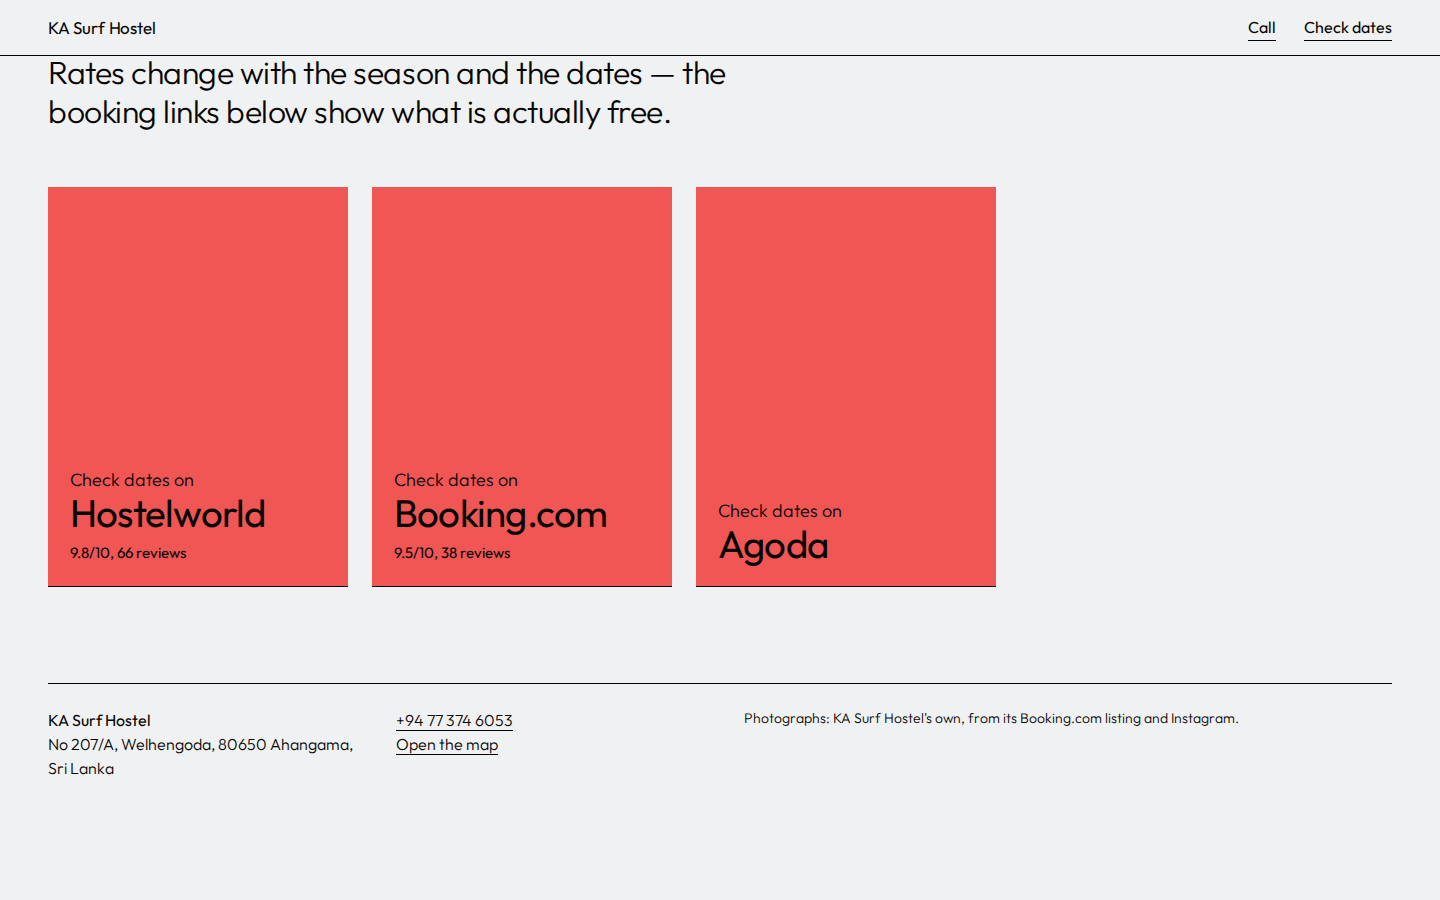 KA Surf Hostel
Call
Check dates
Rates change with the season and the dates — the
booking links below show what is actually free.
Check dates on
Hostelworld
9.8/10, 66 reviews
Check dates on
Booking.com
9.5/10, 38 reviews
Check dates on
Agoda
KA Surf Hostel
No 207/A, Welhengoda, 80650 Ahangama,
Sri Lanka
+94 77 374 6053
Open the map
Photographs: KA Surf Hostel's own, from its Booking.com listing and Instagram.